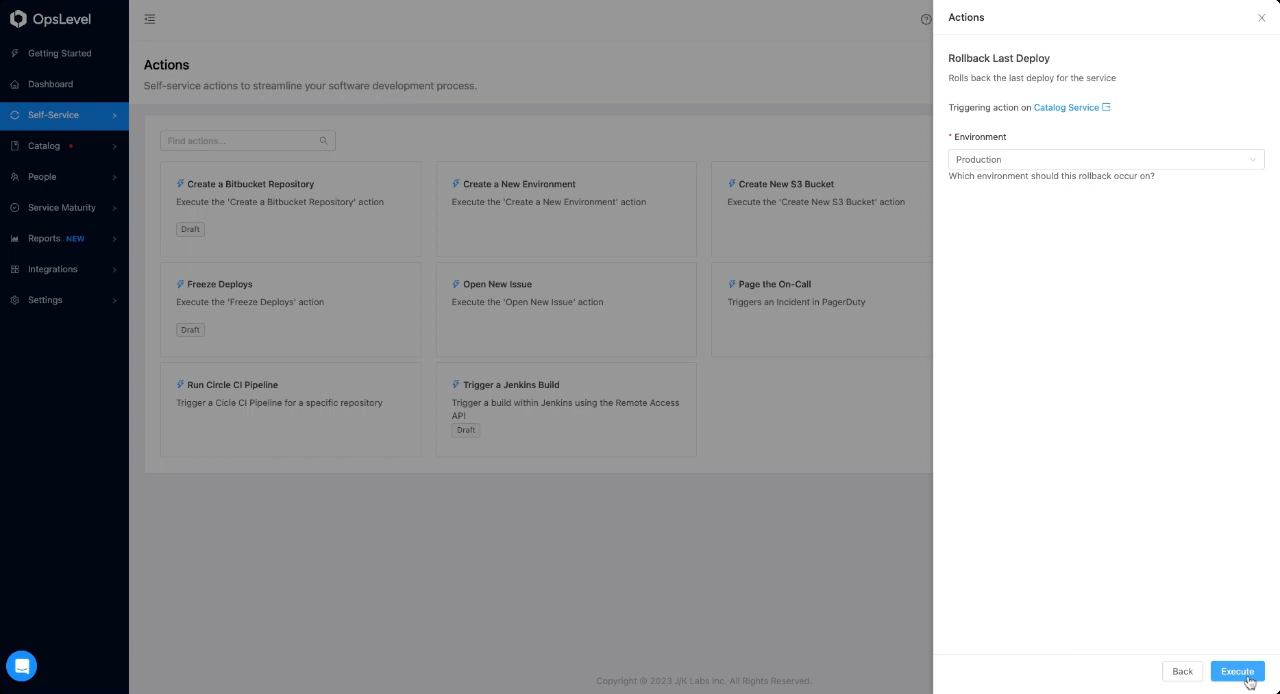 OpsLevel
Getting Started
Dashboard
Self-Service
Catalog
People
Service Maturity
Reports NEW
Integrations
Settings
Actions
Self-service actions to streamline your software development process.
Find actions...
Create a Bitbucket Repository
Execute the 'Create a Bitbucket Repository' action
Draft
Create a New Environment
Execute the 'Create a New Environment' action
Create New S3 Bucket
Execute the 'Create New S3 Bucket' action
Freeze Deploys
Execute the 'Freeze Deploys' action
Draft
Open New Issue
Execute the 'Open New Issue' action
Page the On-Call
Triggers an Incident in PagerDuty
Run Circle CI Pipeline
Trigger a Cicle CI Pipeline for a specific repository
Trigger a Jenkins Build
Trigger a build within Jenkins using the Remote Access
API
Draft
Copyright © 2023 J/K Labs Inc. All Rights Reserved.
Actions
Rollback Last Deploy
Rolls back the last deploy for the service
Triggering action on Catalog Service
* Environment
Production
Which environment should this rollback occur on?
Back
Execute